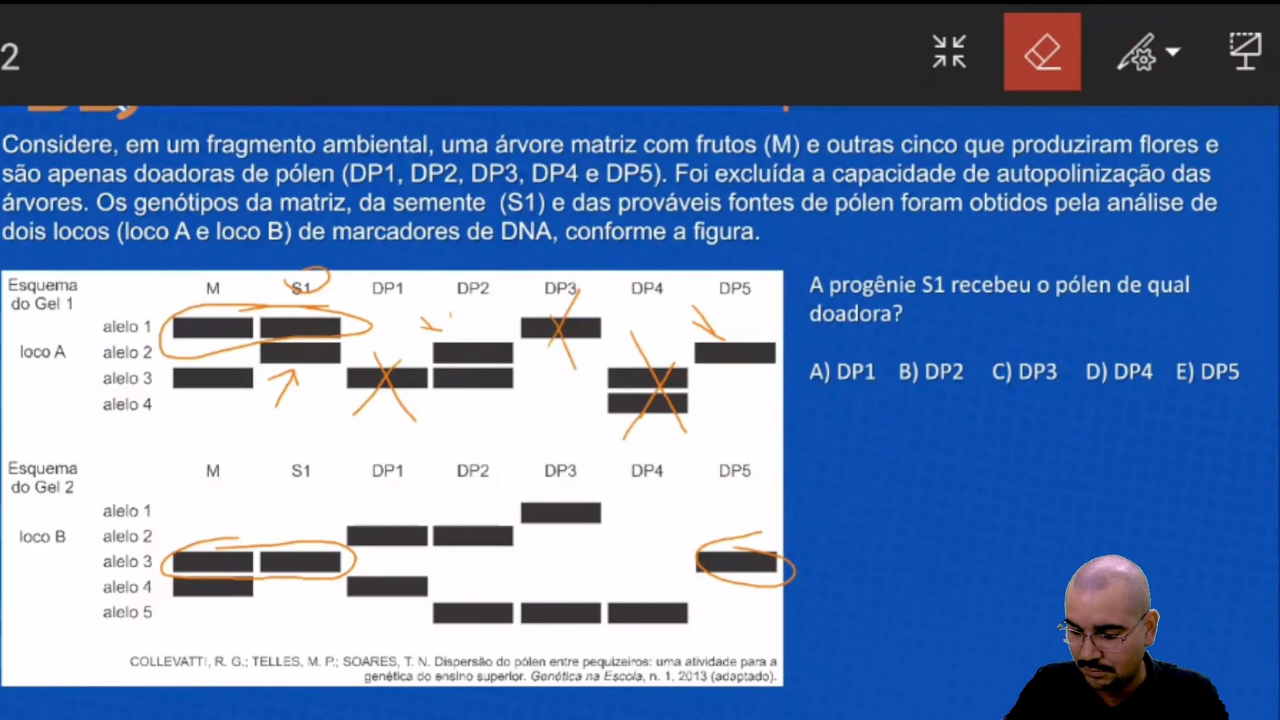 2
Considere, em um fragmento ambiental, uma árvore matriz com frutos (M) e outras cinco que produziram flores e
são apenas doadoras de pólen (DP1, DP2, DP3, DP4 e DP5). Foi excluída a capacidade de autopolinização das
árvores. Os genótipos da matriz, da semente (S1) e das prováveis fontes de pólen foram obtidos pela análise de
dois locos (loco A e loco B) de marcadores de DNA, conforme a figura.
Esquema
do Gel 1
M S1 DP1 DP2 DP3 DP4 DP5
alelo 1
loco A
alelo 2
alelo 3
alelo 4
Esquema
do Gel 2
M S1 DP1 DP2 DP3 DP4 DP5
alelo 1
loco B
alelo 2
alelo 3
alelo 4
alelo 5
COLLEVATTI, R. G.; TELLES, M. P.; SOARES, T. N. Dispersão do pólen entre pequizeiros: uma atividade para a
genética do ensino superior. Genética na Escola, n. 1, 2013 (adaptado).
A progênie S1 recebeu o pólen de qual
doadora?
A) DP1 B) DP2 C) DP3 D) DP4 E) DP5